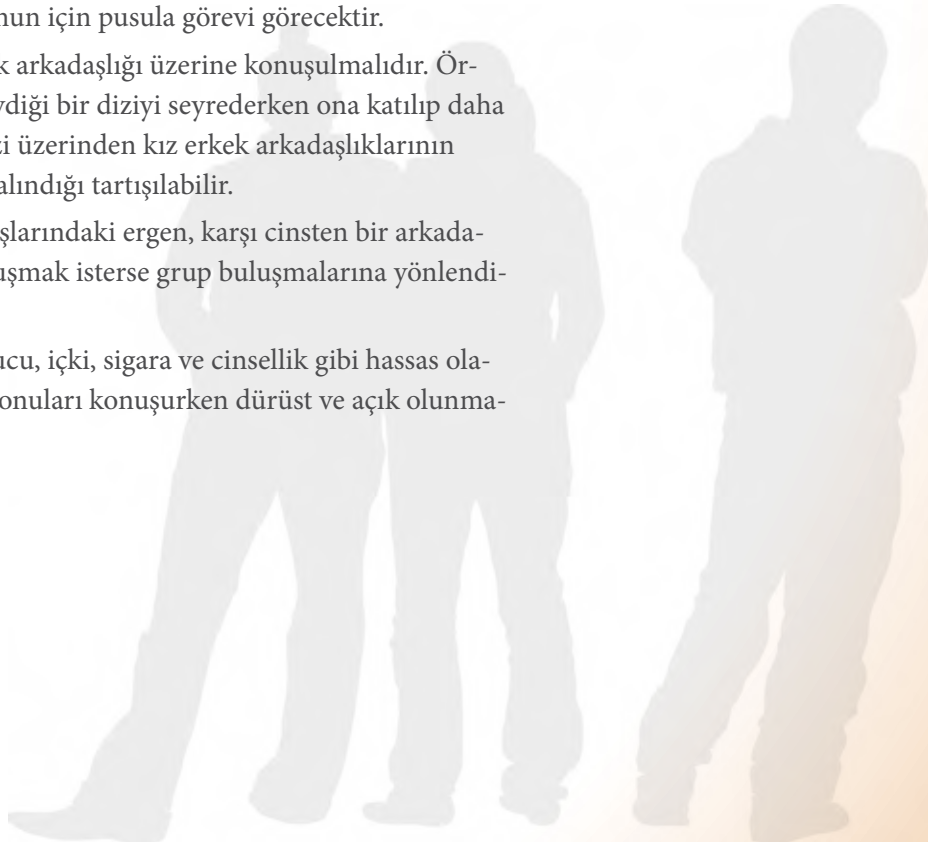 nun için pusula görevi görecektir.
k arkadaşlığı üzerine konuşulmalıdır. Ör-
ydiği bir diziyi seyrederken ona katılıp daha
zi üzerinden kız erkek arkadaşlıklarının
alındığı tartışılabilir.
şlarındaki ergen, karşı cinsten bir arkada-
uşmak isterse grup buluşmalarına yönlendi-
ucu, içki, sigara ve cinsellik gibi hassas ola-
onuları konuşurken dürüst ve açık olunma-